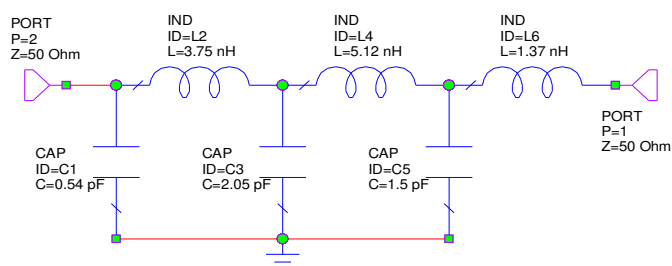 PORT
P=2
Z=50 Ohm
IND
ID=L2
L=3.75 nH
IND
ID=L4
L=5.12 nH
IND
ID=L6
L=1.37 nH
PORT
P=1
Z=50 Ohm
CAP
ID=C1
C=0.54 pF
CAP
ID=C3
C=2.05 pF
CAP
ID=C5
C=1.5 pF